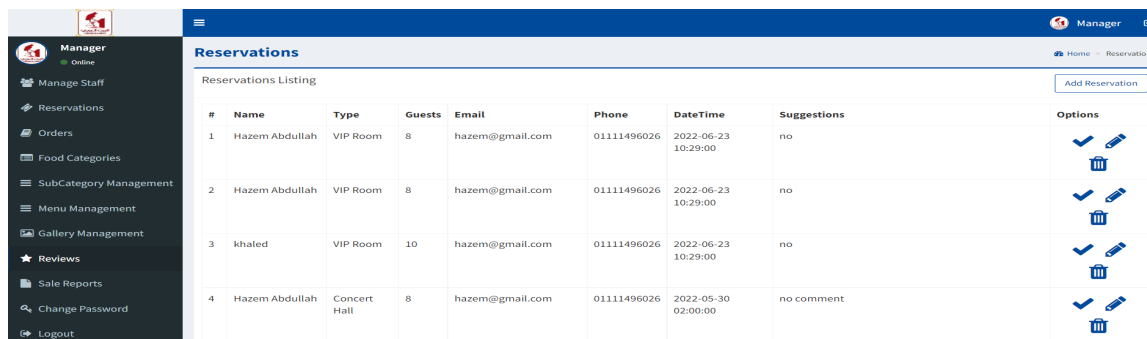 Manager
Manager
Online
Reservations
Home
Manage Staff
Reservations
Orders
Food Categories
SubCategory Management
Menu Management
Gallery Management
Reviews
Sale Reports
Change Password
Logout
Reservations Listing
Add Reservation
# Name Type Guests Email Phone DateTime Suggestions Options
1 Hazem Abdullah VIP Room 8 hazem@gmail.com 01111496026 2022-06-23 no
10:29:00
2 Hazem Abdullah VIP Room 8 hazem@gmail.com 01111496026 2022-06-23 no
10:29:00
3 khaled VIP Room 10 hazem@gmail.com 01111496026 2022-06-23 no
10:29:00
4 Hazem Abdullah Concert 8 hazem@gmail.com 01111496026 2022-05-30 no comment
Hall 02:00:00